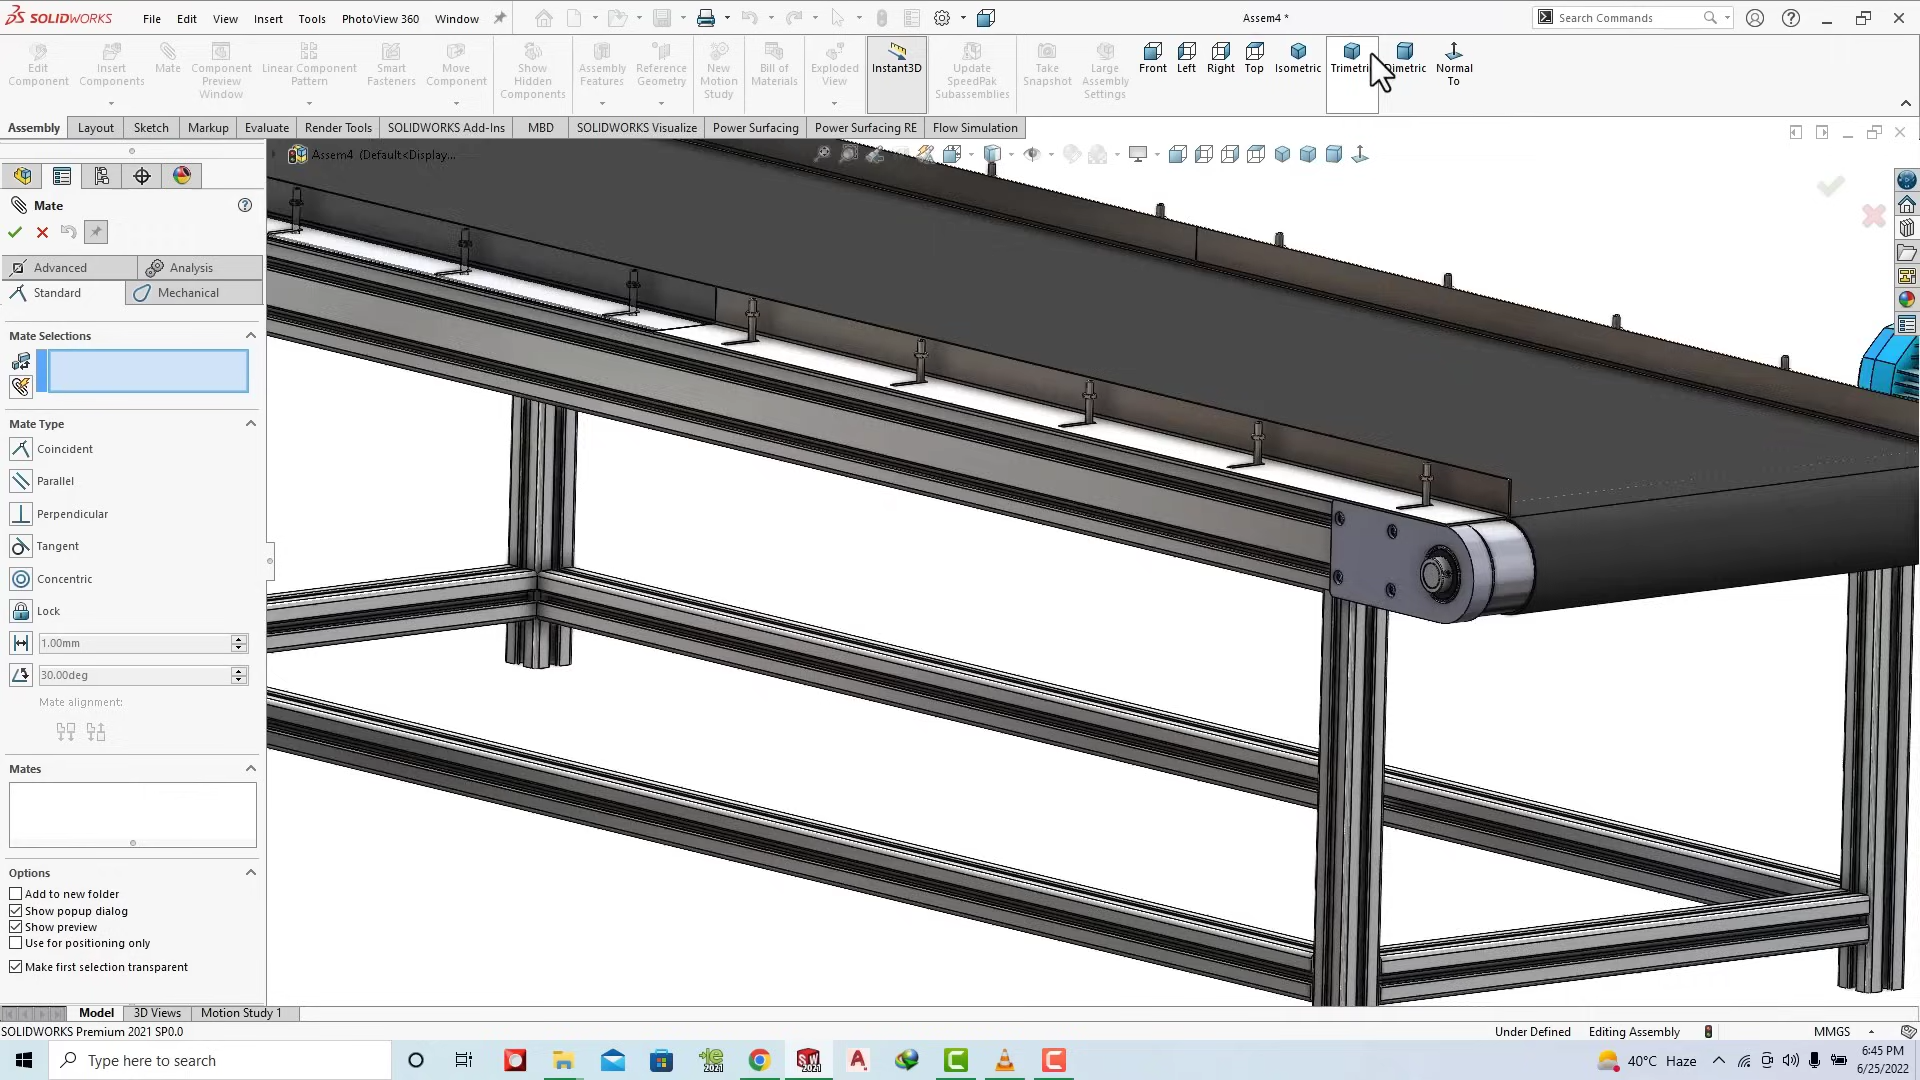 SOLIDWORKS File Edit View Insert Tools PhotoView 360 Window Assem4 * Search Commands
Edit Component
Insert Components
Mate
Component Preview Window
Linear Component Pattern
Smart Fasteners
Move Component
Show Hidden Components
Assembly Features
Reference Geometry
New Motion Study
Bill of Materials
Exploded View
Instant3D
Update SpeedPak Subassemblies
Take Snapshot
Large Assembly Settings
Front Left Right Top Isometric Trimetri imetric Normal To
Assembly Layout Sketch Markup Evaluate Render Tools SOLIDWORKS Add-Ins MBD SOLIDWORKS Visualize Power Surfacing Power Surfacing RE Flow Simulation
Assem4 (Default<Display...
Mate
Advanced Analysis
Standard Mechanical
Mate Selections
Mate Type
Coincident
Parallel
Perpendicular
Tangent
Concentric
Lock
1.00mm
30.00deg
Mate alignment:
Mates
Options
Add to new folder
Show popup dialog
Show preview
Use for positioning only
Make first selection transparent
Model 3D Views Motion Study 1
SOLIDWORKS Premium 2021 SP0.0 Under Defined Editing Assembly MMGS
Type here to search 40°C Haze 6:45 PM
6/25/2022